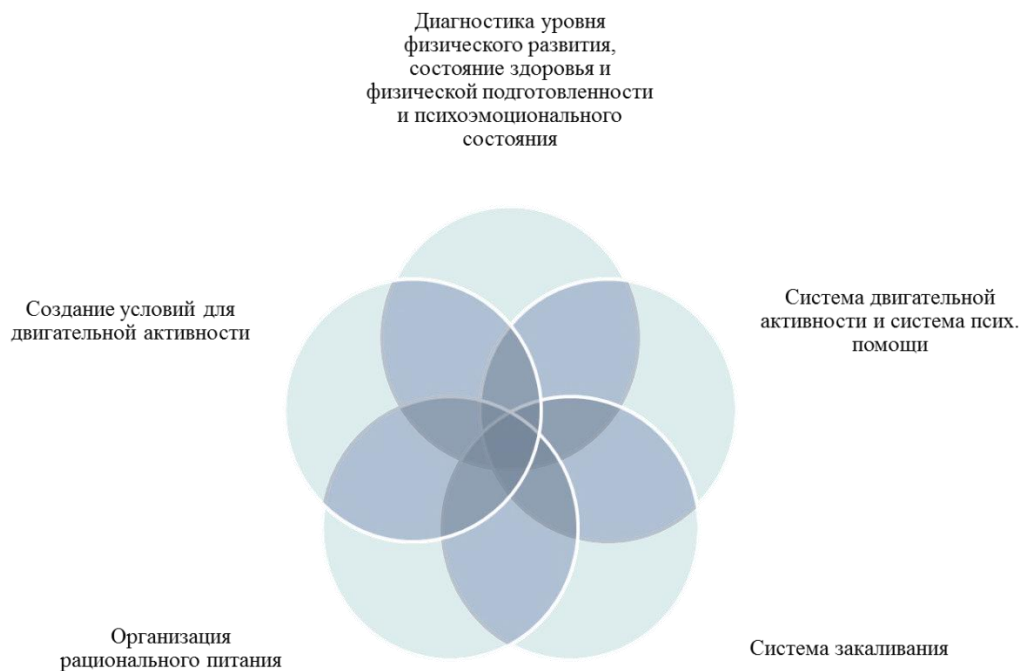 Диагностика уровня
физического развития,
состояние здоровья и
физической подготовленности
и психоэмоционального
состояния
Создание условий для
двигательной активности
Система двигательной
активности и система псих.
помощи
Организация
рационального питания
Система закаливания